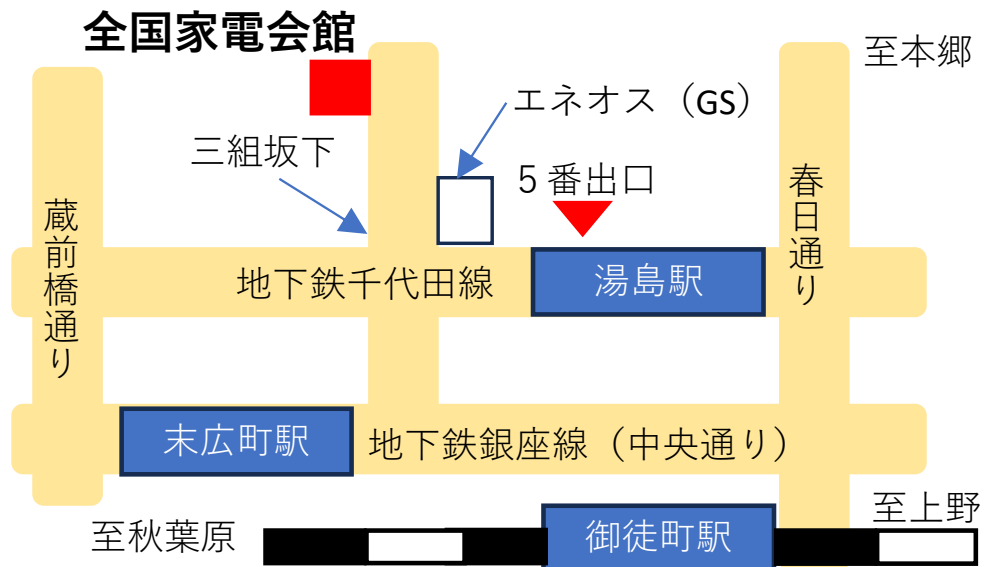 全国家電会館
至本郷
エネオス（GS）
三組坂下
５番出口
春日通り
蔵前橋通り
地下鉄千代田線
湯島駅
末広町駅
地下鉄銀座線（中央通り）
至秋葉原
御徒町駅
至上野